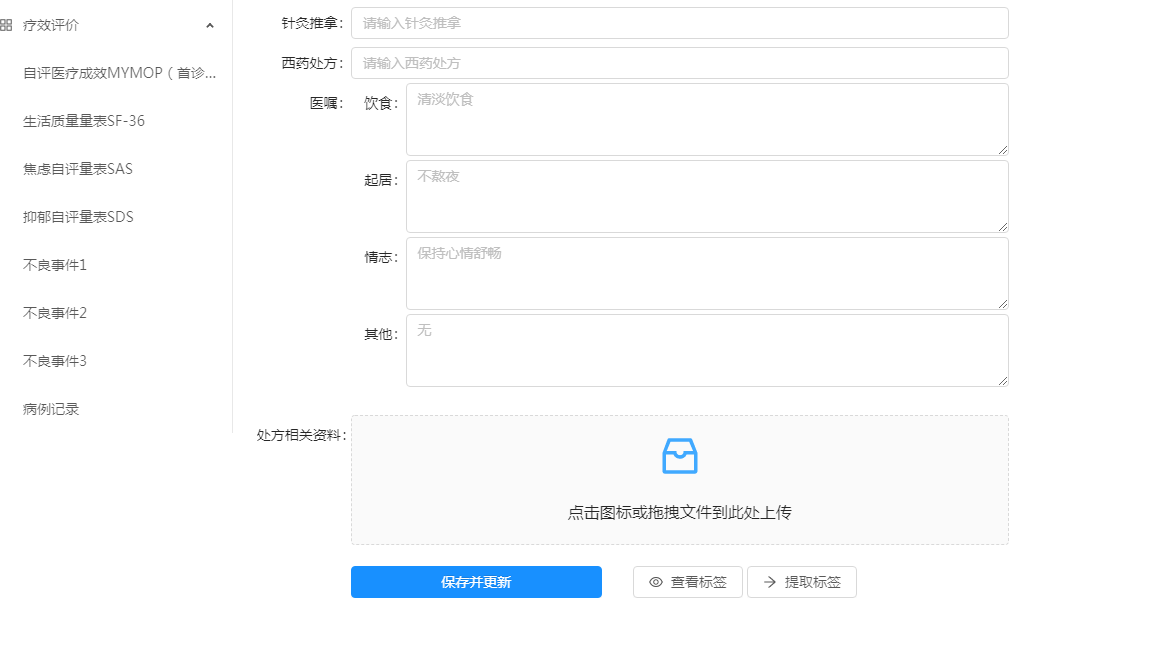 疗效评价
自评医疗成效MYMOP（首诊...
生活质量量表SF-36
焦虑自评量表SAS
抑郁自评量表SDS
不良事件1
不良事件2
不良事件3
病例记录
针灸推拿： 请输入针灸推拿
西药处方： 请输入西药处方
医嘱： 饮食： 清淡饮食
起居： 不熬夜
情志： 保持心情舒畅
其他： 无
处方相关资料：
点击图标或拖拽文件到此处上传
保存并更新 查看标签 提取标签